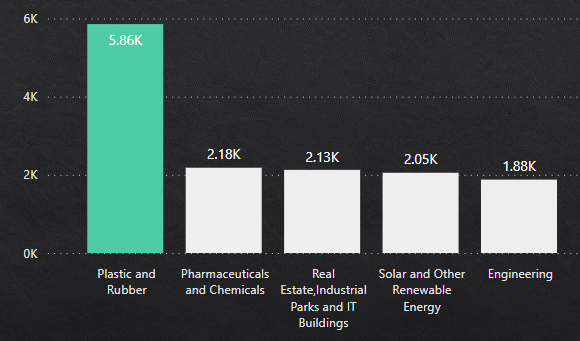 6K
4K
2K
0K
5.86K
2.18K
2.13K
2.05K
1.88K
Plastic and
Rubber
Pharmaceuticals
and Chemicals
Real
Estate,Industrial
Parks and IT
Buildings
Solar and Other
Renewable
Energy
Engineering